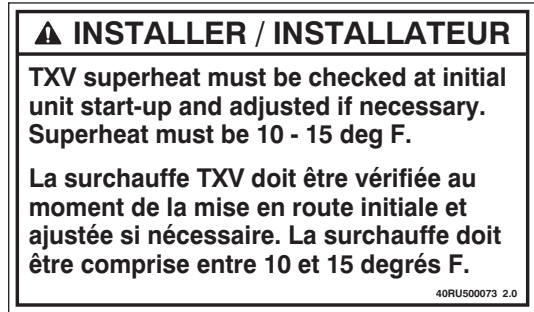 ⚠ INSTALLER / INSTALLATEUR
TXV superheat must be checked at initial
unit start-up and adjusted if necessary.
Superheat must be 10 - 15 deg F.
La surchauffe TXV doit être vérifiée au
moment de la mise en route initiale et
ajustée si nécessaire. La surchauffe doit
être comprise entre 10 et 15 degrés F.
40RU500073 2.0